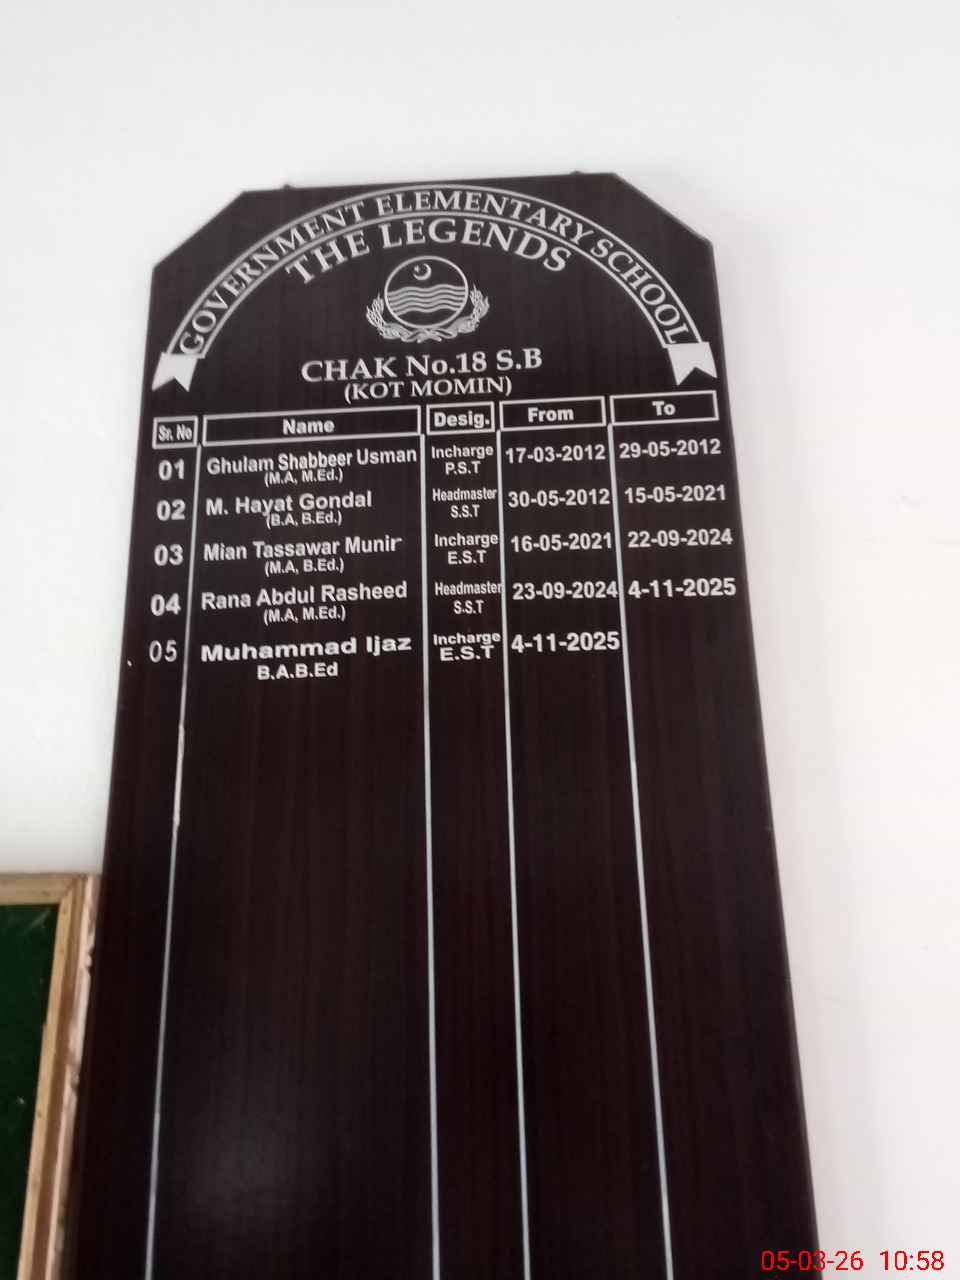 GOVERNMENT ELEMENTARY SCHOOL
THE LEGENDS
CHAK No.18 S.B
(KOT MOMIN)
Sr. No Name Desig. From To
01 Ghulam Shabbeer Usman Incharge 17-03-2012 29-05-2012
(M.A, M.Ed.) P.S.T
02 M. Hayat Gondal Headmaster 30-05-2012 15-05-2021
(B.A, B.Ed.) S.S.T
03 Mian Tassawar Munir Incharge 16-05-2021 22-09-2024
(M.A, B.Ed.) E.S.T
04 Rana Abdul Rasheed Headmaster 23-09-2024 4-11-2025
(M.A, M.Ed.) S.S.T
05 Muhammad Ijaz Incharge 4-11-2025
B.A.B.Ed E.S.T
05-03-26 10:58